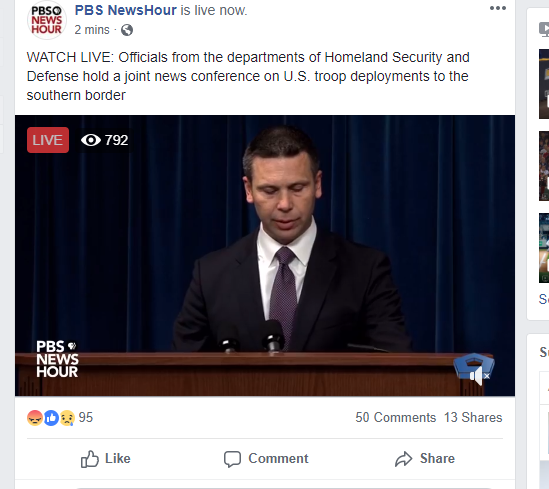 PBS NEWS HOUR
PBS NewsHour is live now.
2 mins ·
WATCH LIVE: Officials from the departments of Homeland Security and
Defense hold a joint news conference on U.S. troop deployments to the
southern border
LIVE 792
PBS
NEWS
HOUR
95 50 Comments 13 Shares
Like Comment Share